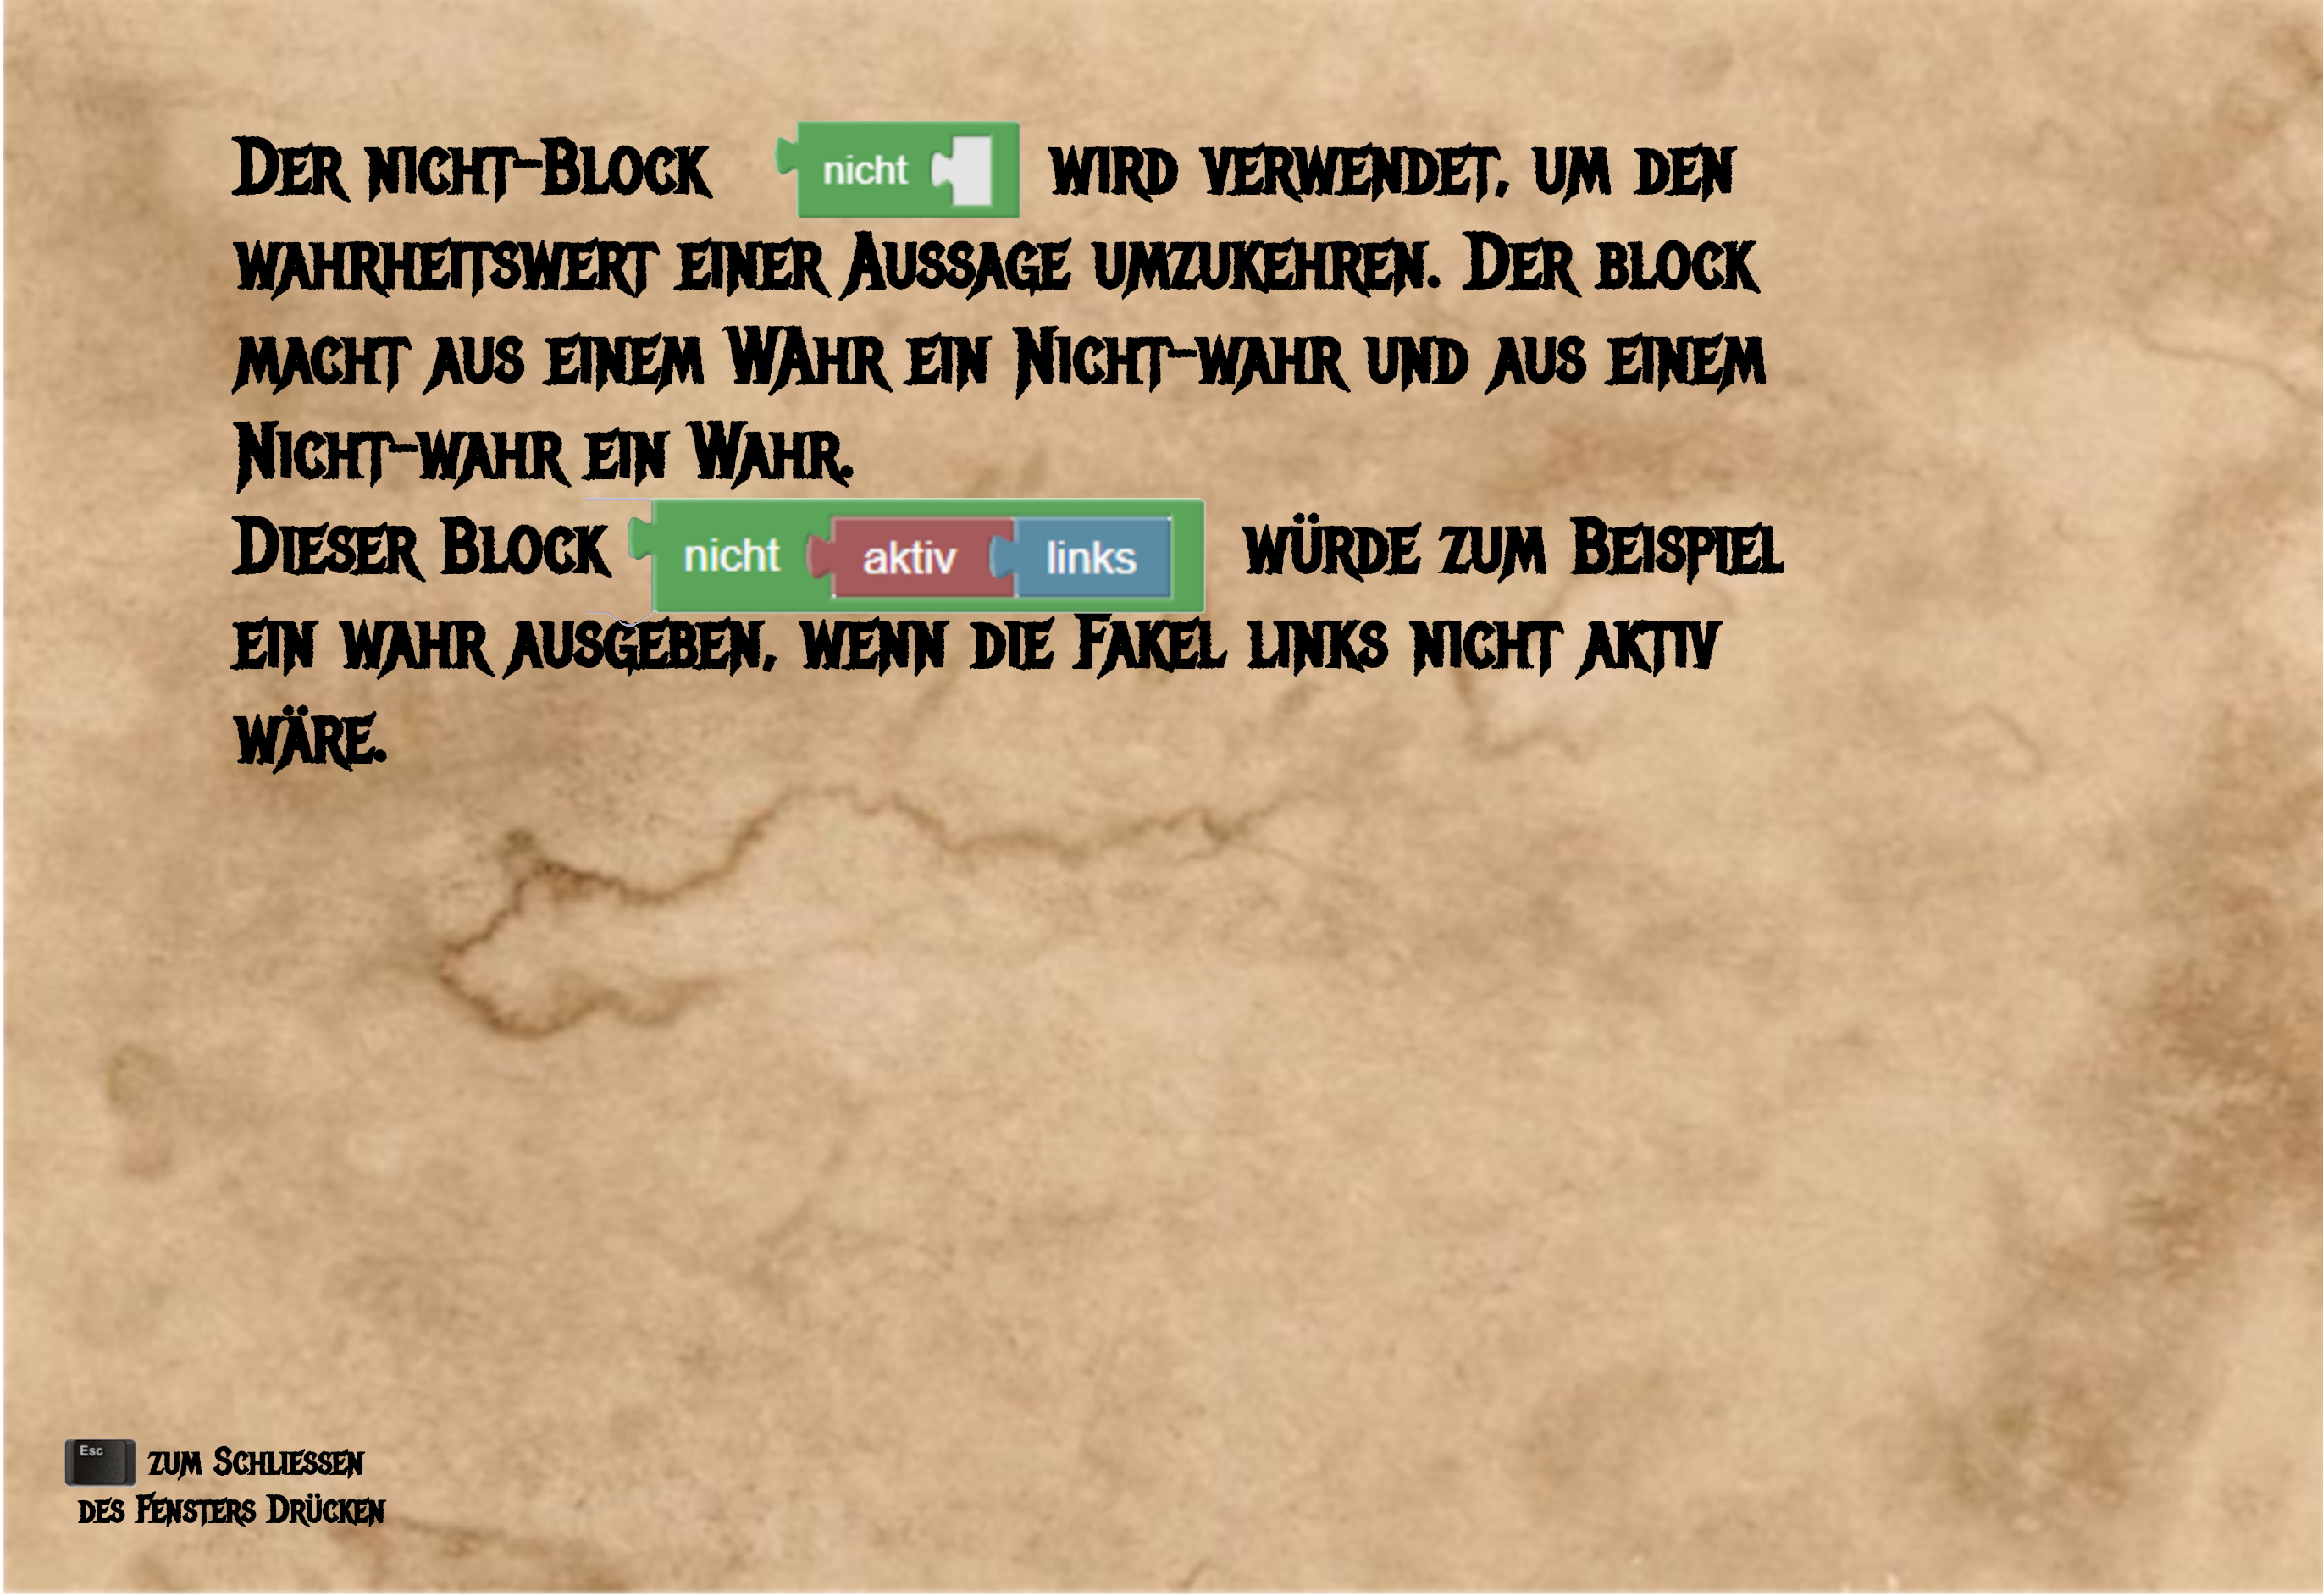 Der nicht-Block nicht wird verwendet, um den
wahrheitswert einer Aussage umzukehren. Der block
macht aus einem WAhr ein Nicht-wahr und aus einem
Nicht-wahr ein Wahr.
Dieser Block nicht aktiv links würde zum Beispiel
ein wahr ausgeben, wenn die Fakel links nicht aktiv
wäre.
Esc zum Schliessen
des Fensters Drücken